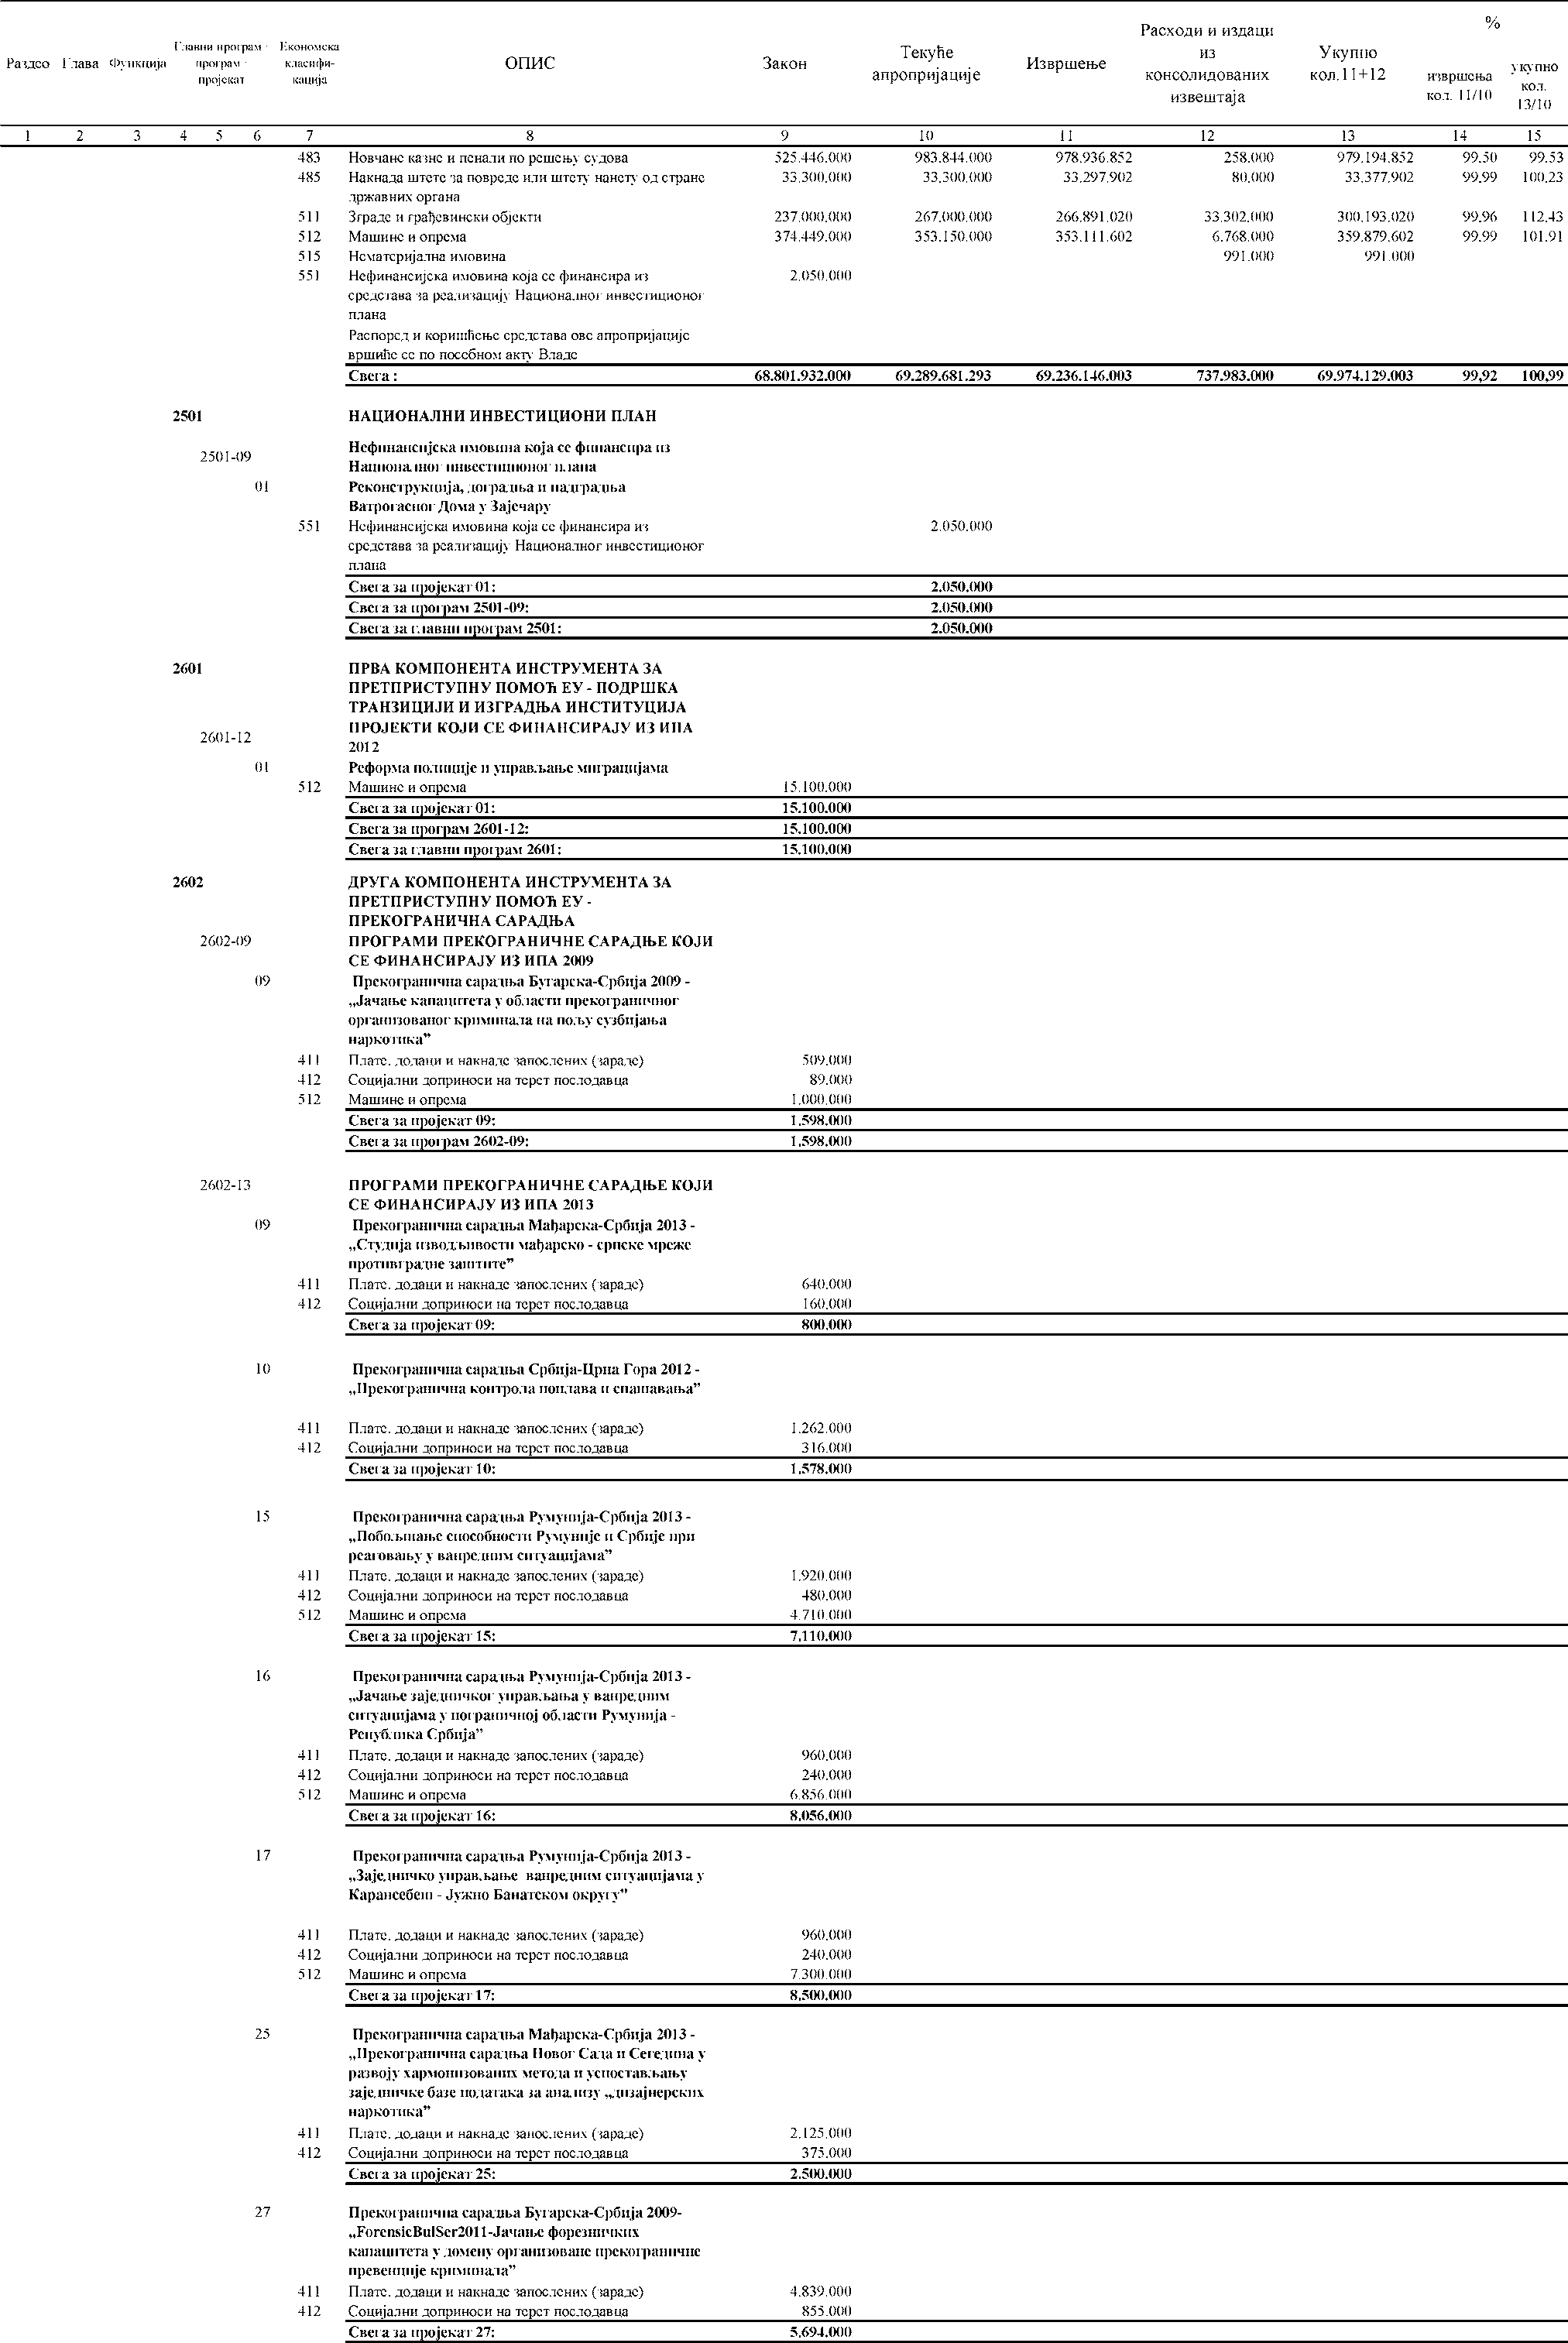 Раздео Глава Функција Главни програм - програм - пројекат Економска класифи-кација ОПИС Закон Текуће апропријације Извршење Расходи и издаци из консолидованих извештаја Укупно кол.11+12 % извршења кол. 11/10 укупно кол. 13/10
1 2 3 4 5 6 7 8 9 10 11 12 13 14 15
483 Новчане казне и пенали по решењу судова 525.446.000 983.844.000 978.936.852 258.000 979.194.852 99,50 99,53
485 Накнада штете за повреде или штету нанету од стране 33.300.000 33.300.000 33.297.902 80.000 33.377.902 99,99 100,23
државних органа
511 Зграде и грађевински објекти 237.000.000 267.000.000 266.891.020 33.302.000 300.193.020 99,96 112,43
512 Машине и опрема 374.449.000 353.150.000 353.111.602 6.768.000 359.879.602 99,99 101,91
515 Нематеријална имовина 991.000 991.000
551 Нефинансијска имовина која се финансира из 2.050.000
средстава за реализацију Националног инвестиционог
плана
Распоред и коришћење средстава ове апропријације
вршиће се по посебном акту Владе
Свега : 68.801.932.000 69.289.681.293 69.236.146.003 737.983.000 69.974.129.003 99,92 100,99
2501 НАЦИОНАЛНИ ИНВЕСТИЦИОНИ ПЛАН
2501-09 Нефинансијска имовина која се финансира из
Националног инвестиционог плана
01 Реконструкција, доградња и надградња
Ватрогасног Дома у Зајечару
551 Нефинансијска имовина која се финансира из 2.050.000
средстава за реализацију Националног инвестиционог
плана
Свега за пројекат 01: 2.050.000
Свега за програм 2501-09: 2.050.000
Свега за главни програм 2501: 2.050.000
2601 ПРВА КОМПОНЕНТА ИНСТРУМЕНТА ЗА
ПРЕТПРИСТУПНУ ПОМОЋ ЕУ - ПОДРШКА
ТРАНЗИЦИЈИ И ИЗГРАДЊА ИНСТИТУЦИЈА
2601-12 ПРОЈЕКТИ КОЈИ СЕ ФИНАНСИРАЈУ ИЗ ИПА
2012
01 Реформа полиције и управљање миграцијама
512 Машине и опрема 15.100.000
Свега за пројекат 01: 15.100.000
Свега за програм 2601-12: 15.100.000
Свега за главни програм 2601: 15.100.000
2602 ДРУГА КОМПОНЕНТА ИНСТРУМЕНТА ЗА
ПРЕТПРИСТУПНУ ПОМОЋ ЕУ -
ПРЕКОГРАНИЧНА САРАДЊА
2602-09 ПРОГРАМИ ПРЕКОГРАНИЧНЕ САРАДЊЕ КОЈИ
СЕ ФИНАНСИРАЈУ ИЗ ИПА 2009
09 Прекогранична сарадња Бугарска-Србија 2009 -
„Јачање капацитета у области прекограничног
организованог криминала на пољу сузбијања
наркотика”
411 Плате, додаци и накнаде запослених (зараде) 509.000
412 Социјални доприноси на терет послодавца 89.000
512 Машине и опрема 1.000.000
Свега за пројекат 09: 1.598.000
Свега за програм 2602-09: 1.598.000
2602-13 ПРОГРАМИ ПРЕКОГРАНИЧНЕ САРАДЊЕ КОЈИ
СЕ ФИНАНСИРАЈУ ИЗ ИПА 2013
09 Прекогранична сарадња Мађарска-Србија 2013 -
„Студија изводљивости мађарско - српске мреже
противградне заштите”
411 Плате, додаци и накнаде запослених (зараде) 640.000
412 Социјални доприноси на терет послодавца 160.000
Свега за пројекат 09: 800.000
10 Прекогранична сарадња Србија-Црна Гора 2012 -
„Прекогранична контрола поплава и спашавања”
411 Плате, додаци и накнаде запослених (зараде) 1.262.000
412 Социјални доприноси на терет послодавца 316.000
Свега за пројекат 10: 1.578.000
15 Прекогранична сарадња Румунија-Србија 2013 -
„Побољшање способности Румуније и Србије при
реаговању у ванредним ситуацијама”
411 Плате, додаци и накнаде запослених (зараде) 1.920.000
412 Социјални доприноси на терет послодавца 480.000
512 Машине и опрема 4.710.000
Свега за пројекат 15: 7.110.000
16 Прекогранична сарадња Румунија-Србија 2013 -
„Јачање заједничког управљања у ванредним
ситуацијама у пограничној области Румунија -
Република Србија”
411 Плате, додаци и накнаде запослених (зараде) 960.000
412 Социјални доприноси на терет послодавца 240.000
512 Машине и опрема 6.856.000
Свега за пројекат 16: 8.056.000
17 Прекогранична сарадња Румунија-Србија 2013 -
„Заједничко управљање ванредним ситуацијама у
Карансебеш - Јужно Банатском округу”
411 Плате, додаци и накнаде запослених (зараде) 960.000
412 Социјални доприноси на терет послодавца 240.000
512 Машине и опрема 7.300.000
Свега за пројекат 17: 8.500.000
25 Прекогранична сарадња Мађарска-Србија 2013 -
„Прекогранична сарадња Новог Сада и Сегедина у
развоју хармонизованих метода и успостављању
заједничке базе података за анализу „дизајнерских
наркотика”
411 Плате, додаци и накнаде запослених (зараде) 2.125.000
412 Социјални доприноси на терет послодавца 375.000
Свега за пројекат 25: 2.500.000
27 Прекогранична сарадња Бугарска-Србија 2009-
„ForensicBulSer2011-Јачање форезничких
капацитета у домену организоване прекограничне
превенције криминала”
411 Плате, додаци и накнаде запослених (зараде) 4.839.000
412 Социјални доприноси на терет послодавца 855.000
Свега за пројекат 27: 5.694.000